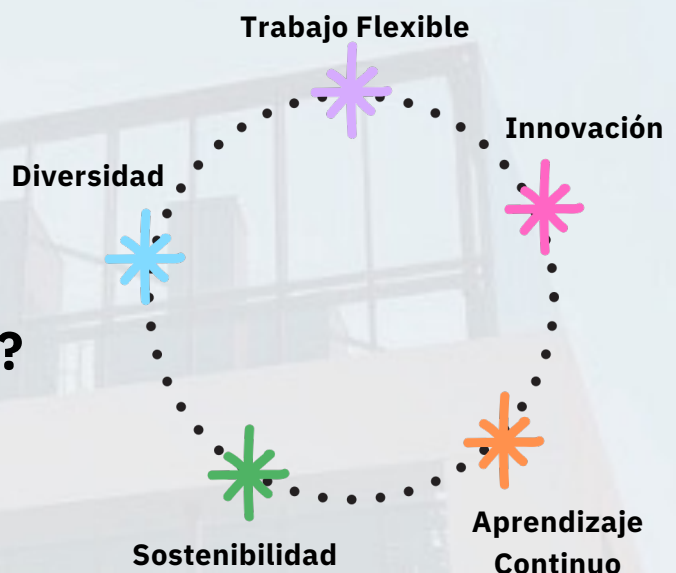 Trabajo Flexible
Innovación
Diversidad
?
Aprendizaje
Continuo
Sostenibilidad